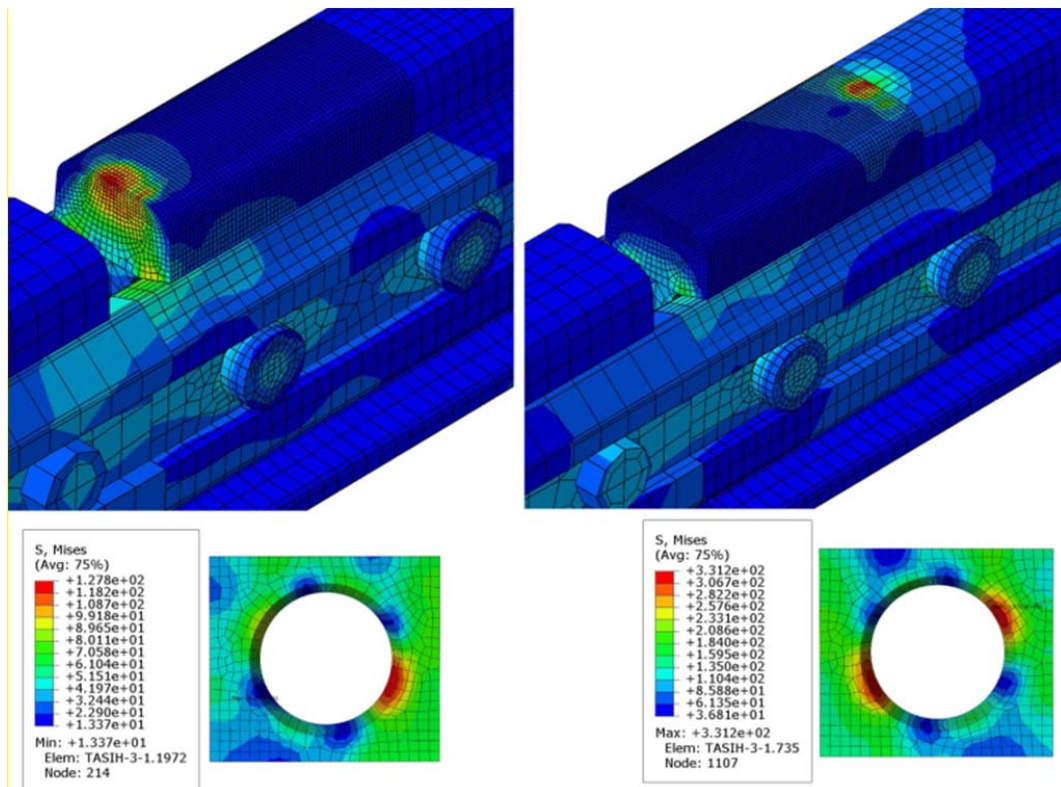 S, Mises
(Avg: 75%)
+1.278e+02
+1.182e+02
+1.087e+02
+9.918e+01
+8.965e+01
+8.011e+01
+7.058e+01
+6.104e+01
+5.151e+01
+4.197e+01
+3.244e+01
+2.290e+01
+1.337e+01
Min: +1.337e+01
Elem: TASIH-3-1.1972
Node: 214
S, Mises
(Avg: 75%)
+3.312e+02
+3.067e+02
+2.822e+02
+2.576e+02
+2.331e+02
+2.086e+02
+1.840e+02
+1.595e+02
+1.350e+02
+1.104e+02
+8.588e+01
+6.135e+01
+3.681e+01
Max: +3.312e+02
Elem: TASIH-3-1.735
Node: 1107